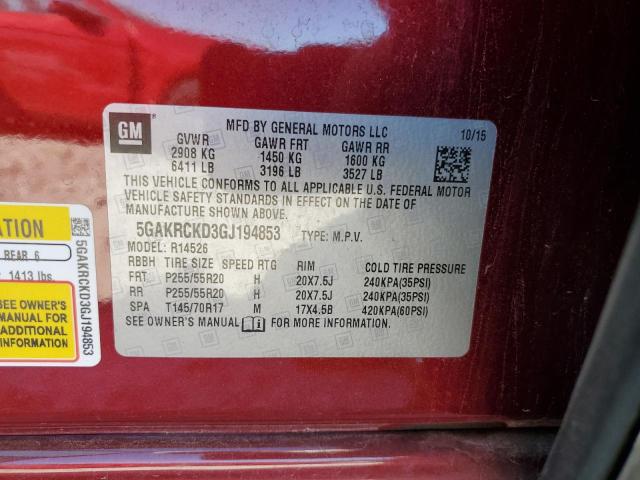 GM
MFD BY GENERAL MOTORS LLC
10/15
GVWR GAWR FRT GAWR RR
2908 KG 1450 KG 1600 KG
6411 LB 3196 LB 3527 LB
THIS VEHICLE CONFORMS TO ALL APPLICABLE U.S. FEDERAL MOTOR
VEHICLE SAFETY STANDARDS IN EFFECT ON THE DATE OF
MANUFACTURE SHOWN ABOVE.
5GAKRCKD3GJ194853 TYPE: M.P.V.
MODEL: R14526
RBBH TIRE SIZE SPEED RTG RIM COLD TIRE PRESSURE
FRT P255/55R20 H 20X7.5J 240KPA(35PSI)
RR P255/55R20 H 20X7.5J 240KPA(35PSI)
SPA T145/70R17 M 17X4.5B 420KPA(60PSI)
SEE OWNER'S MANUAL FOR MORE INFORMATION.
MATION
REAR 6
1413 lbs.
SEE OWNER'S
MANUAL FOR
ADDITIONAL
INFORMATION
5GAKRCKD3GJ194853